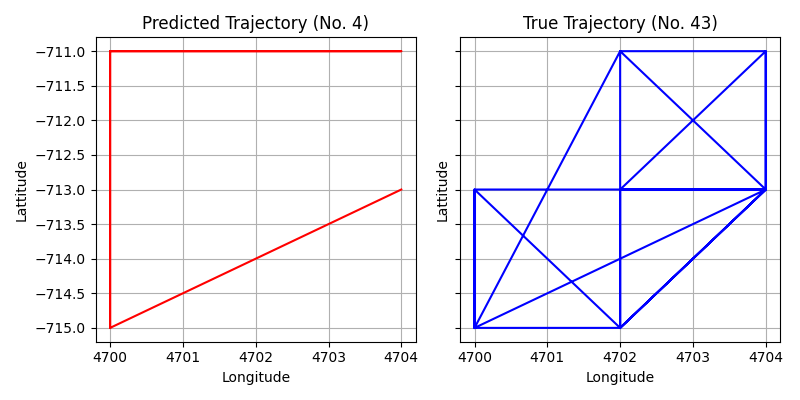 Predicted Trajectory (No. 4)
−711.0
−711.5
−712.0
−712.5
−713.0
−713.5
−714.0
−714.5
−715.0
Lattitude
4700 4701 4702 4703 4704
Longitude
True Trajectory (No. 43)
Lattitude
4700 4701 4702 4703 4704
Longitude